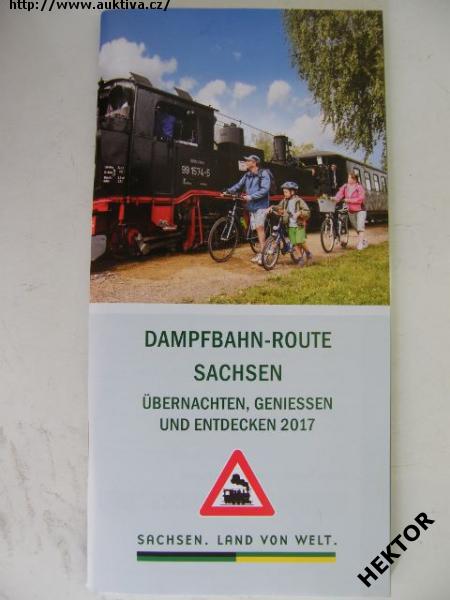 http://www.auktiva.cz/
99 1574-5
DAMPFBAHN-ROUTE
SACHSEN
ÜBERNACHTEN, GENIESSEN
UND ENTDECKEN 2017
SACHSEN. LAND VON WELT.
HEKTOR